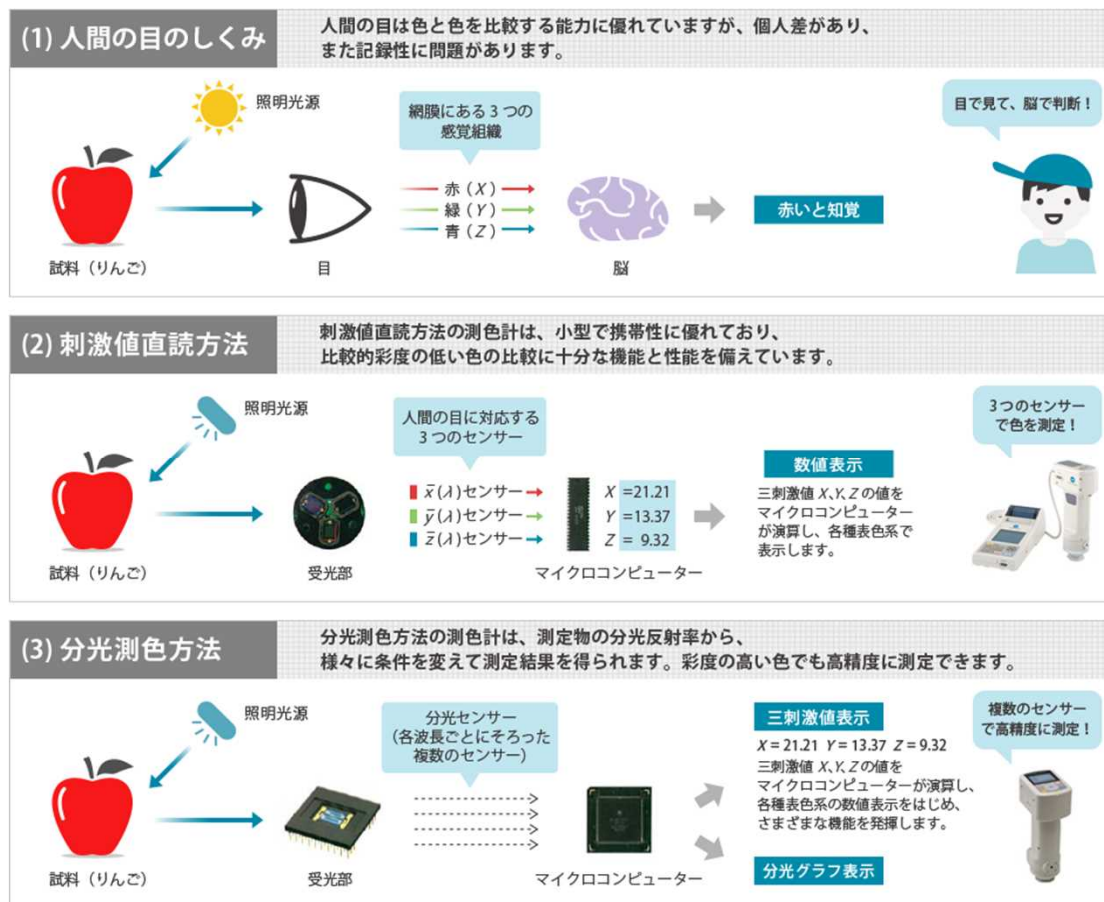 (1) 人間の目のしくみ
人間の目は色と色を比較する能力に優れていますが、個人差があり、
また記録性に問題があります。
照明光源
網膜にある3つの
感覚組織
目で見て、脳で判断！
赤（X）
緑（Y）
青（Z）
赤いと知覚
試料（りんご）
目
脳
(2) 刺激値直読方法
刺激値直読方法の測色計は、小型で携帯性に優れており、
比較的彩度の低い色の比較に十分な機能と性能を備えています。
照明光源
人間の目に対応する
3つのセンサー
3つのセンサー
で色を測定！
数値表示
x̄(λ)センサー
ȳ(λ)センサー
z̄(λ)センサー
X =21.21
Y =13.37
Z = 9.32
三刺激値 X、Y、Z の値を
マイクロコンピューター
が演算し、各種表色系で
表示します。
試料（りんご）
受光部
マイクロコンピューター
(3) 分光測色方法
分光測色方法の測色計は、測定物の分光反射率から、
様々に条件を変えて測定結果を得られます。彩度の高い色でも高精度に測定できます。
照明光源
分光センサー
（各波長ごとにそろった
複数のセンサー）
三刺激値表示
X = 21.21 Y = 13.37 Z = 9.32
三刺激値 X、Y、Z の値を
マイクロコンピューターが演算し、
各種表色系の数値表示をはじめ、
さまざまな機能を発揮します。
複数のセンサー
で高精度に測定！
分光グラフ表示
試料（りんご）
受光部
マイクロコンピューター